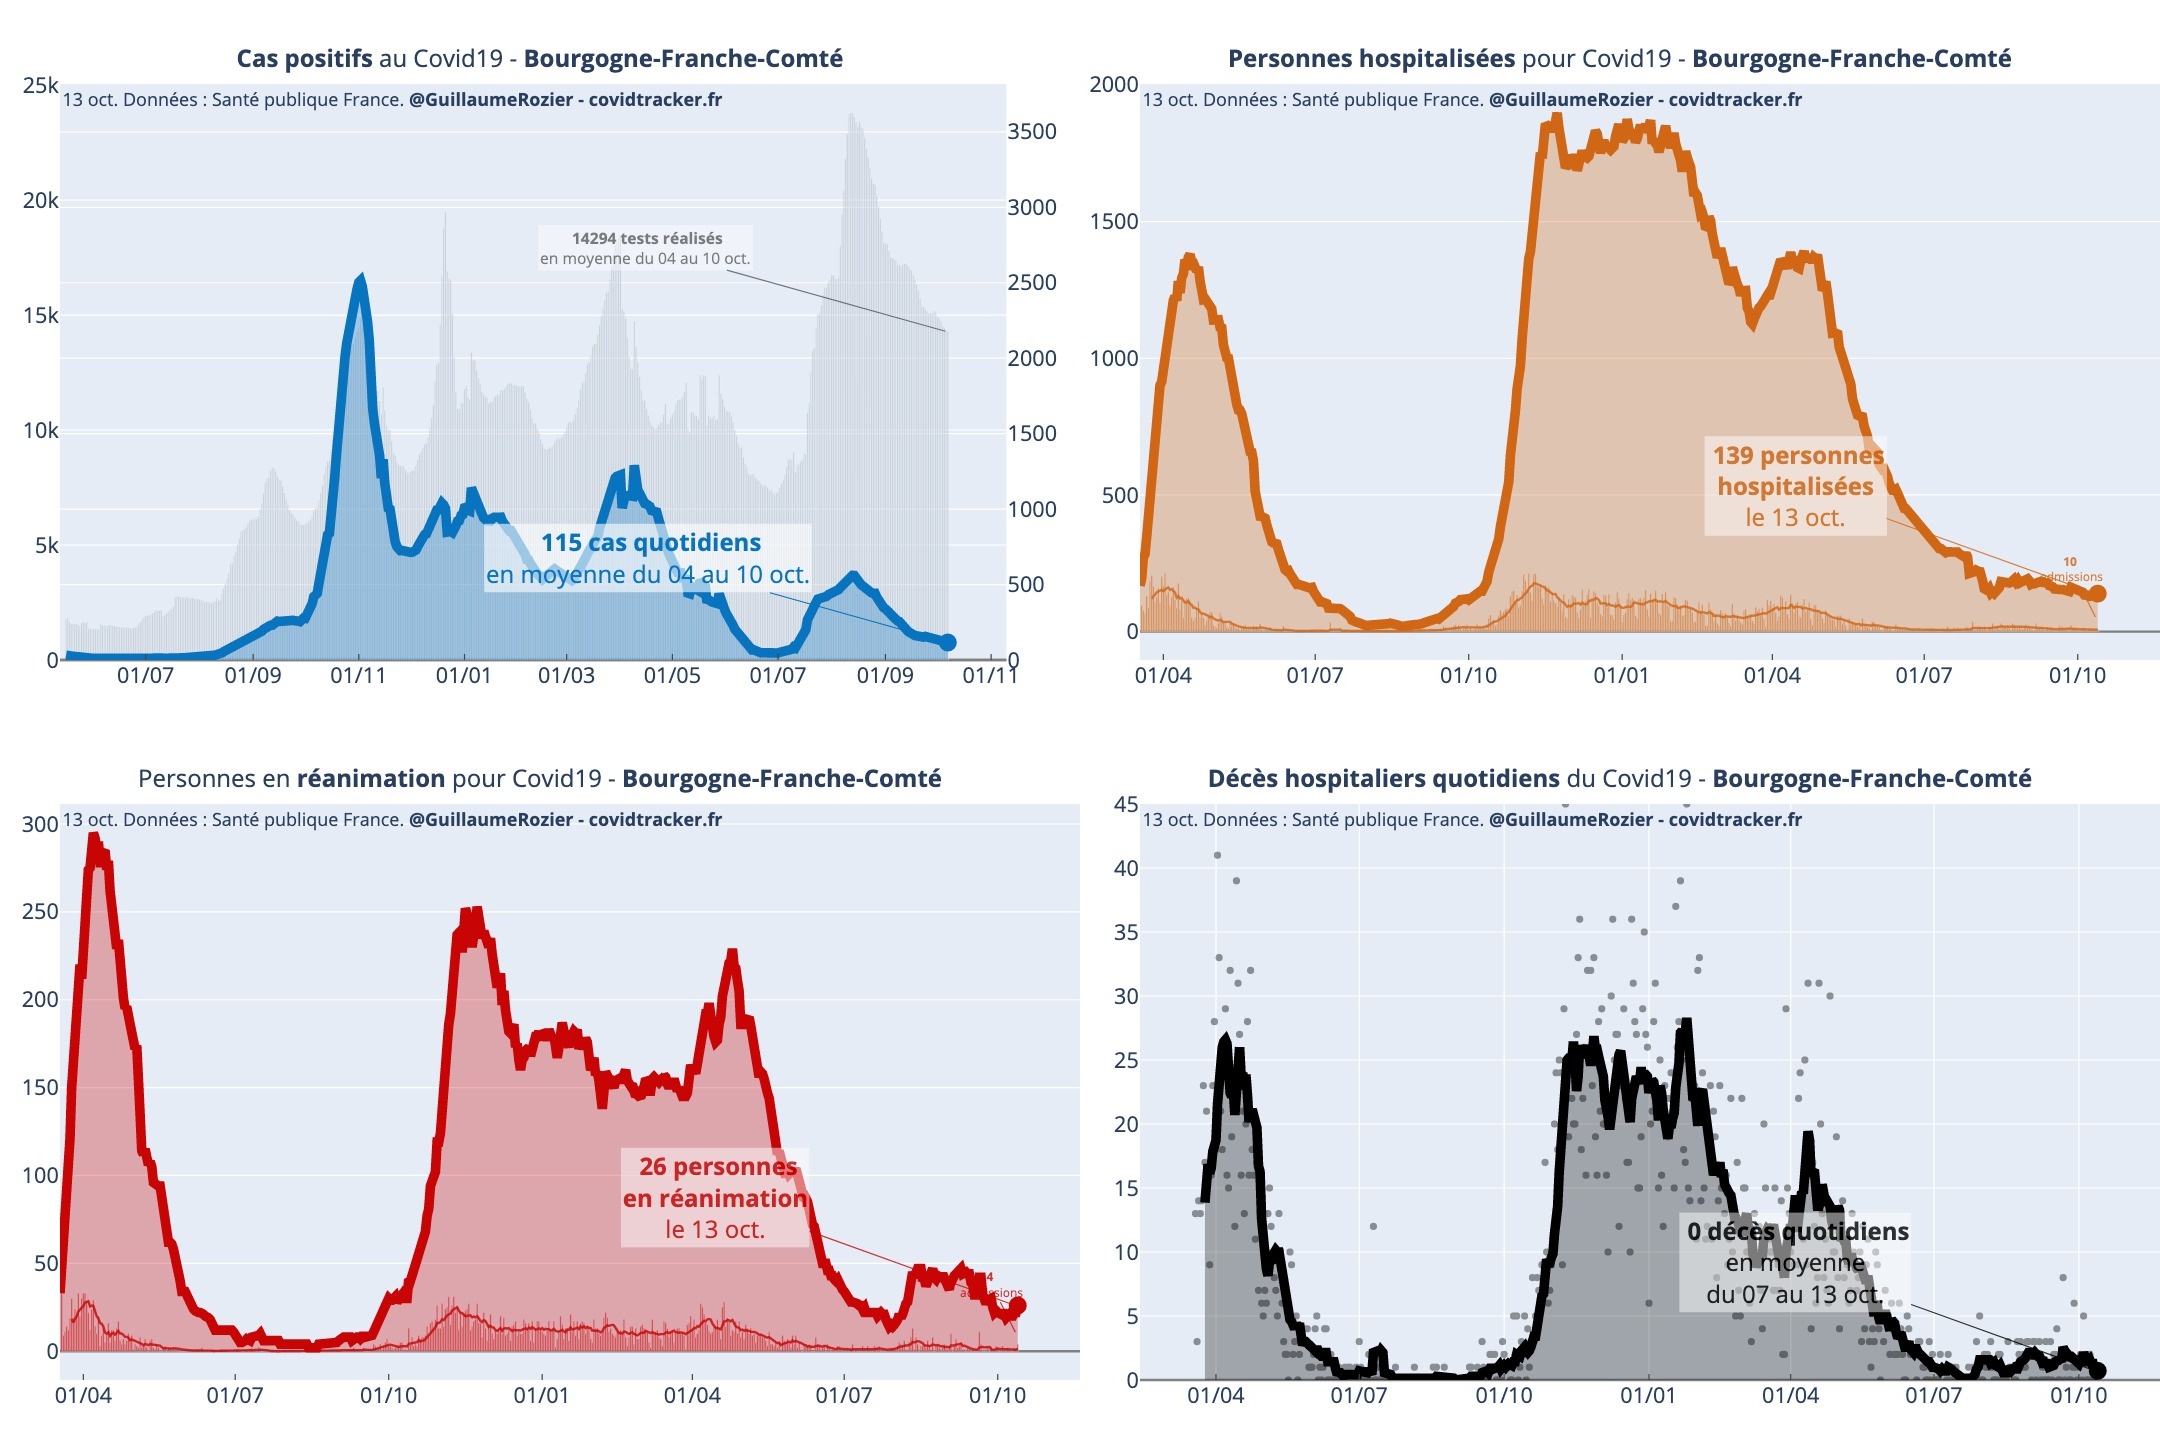 Cas positifs au Covid19 - Bourgogne-Franche-Comté
13 oct. Données : Santé publique France. @GuillaumeRozier - covidtracker.fr
25k
20k
15k
10k
5k
0
3500
3000
2500
2000
1500
1000
500
0
14294 tests réalisés
en moyenne du 04 au 10 oct.
115 cas quotidiens
en moyenne du 04 au 10 oct.
01/07 01/09 01/11 01/01 01/03 01/05 01/07 01/09 01/11
Personnes hospitalisées pour Covid19 - Bourgogne-Franche-Comté
13 oct. Données : Santé publique France. @GuillaumeRozier - covidtracker.fr
2000
1500
1000
500
0
139 personnes
hospitalisées
le 13 oct.
10
admissions
01/04 01/07 01/10 01/01 01/04 01/07 01/10
Personnes en réanimation pour Covid19 - Bourgogne-Franche-Comté
13 oct. Données : Santé publique France. @GuillaumeRozier - covidtracker.fr
300
250
200
150
100
50
0
26 personnes
en réanimation
le 13 oct.
4
admissions
01/04 01/07 01/10 01/01 01/04 01/07 01/10
Décès hospitaliers quotidiens du Covid19 - Bourgogne-Franche-Comté
13 oct. Données : Santé publique France. @GuillaumeRozier - covidtracker.fr
45
40
35
30
25
20
15
10
5
0
0 décès quotidiens
en moyenne
du 07 au 13 oct.
01/04 01/07 01/10 01/01 01/04 01/07 01/10